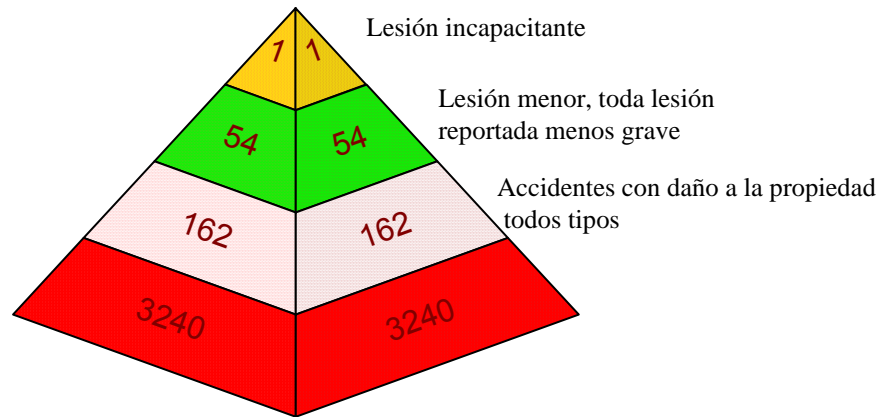 1 1
Lesión incapacitante
54 54
Lesión menor, toda lesión
reportada menos grave
162 162
Accidentes con daño a la propiedad
todos tipos
3240 3240